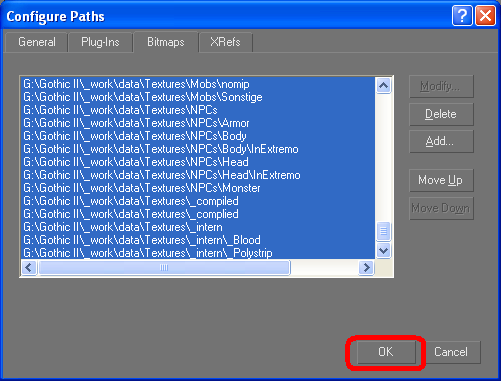 Configure Paths
General Plug-Ins Bitmaps XRefs
G:\Gothic II\_work\data\Textures\Mobs\nomip
G:\Gothic II\_work\data\Textures\Mobs\Sonstige
G:\Gothic II\_work\data\Textures\NPCs
G:\Gothic II\_work\data\Textures\NPCs\Armor
G:\Gothic II\_work\data\Textures\NPCs\Body
G:\Gothic II\_work\data\Textures\NPCs\Body\InExtremo
G:\Gothic II\_work\data\Textures\NPCs\Head
G:\Gothic II\_work\data\Textures\NPCs\Head\InExtremo
G:\Gothic II\_work\data\Textures\NPCs\Monster
G:\Gothic II\_work\data\Textures\_compiled
G:\Gothic II\_work\data\Textures\_complied
G:\Gothic II\_work\data\Textures\_intern
G:\Gothic II\_work\data\Textures\_intern\_Blood
G:\Gothic II\_work\data\Textures\_intern\_Polystrip
Modify...
Delete
Add...
Move Up
Move Down
OK Cancel